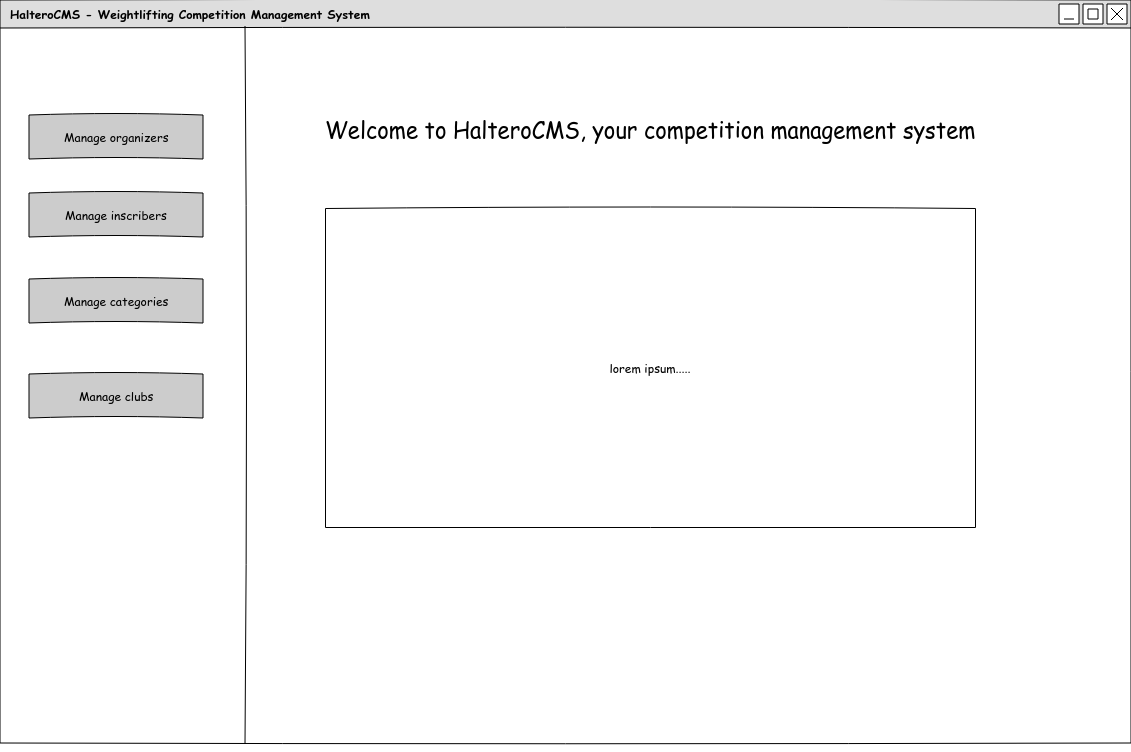 HalteroCMS - Weightlifting Competition Management System
Manage organizers
Manage inscribers
Manage categories
Manage clubs
Welcome to HalteroCMS, your competition management system
lorem ipsum.....